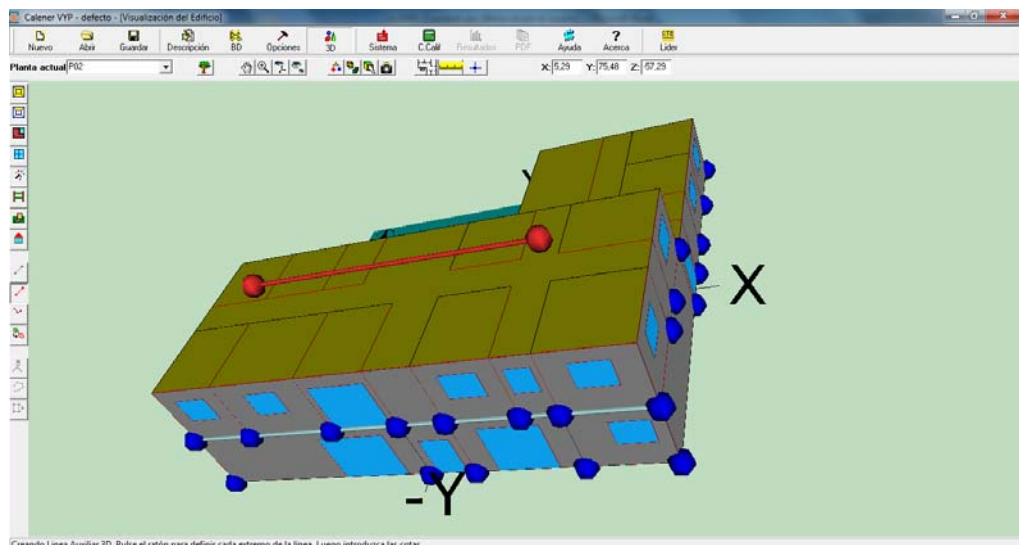 Calener VYP - defecto - [Visualización del Edificio]
Nuevo Abrir Guardar Descripción BD Opciones 3D Sistema C.Calif Resultados PDF Ayuda Acerca Lider
Planta actual P02 X: 5,29 Y: 75,48 Z: -57,29
X
-Y
Creando Linea Auxiliar 3D. Pulse el ratón para definir cada extremo de la línea. Luego introduzca las cotas